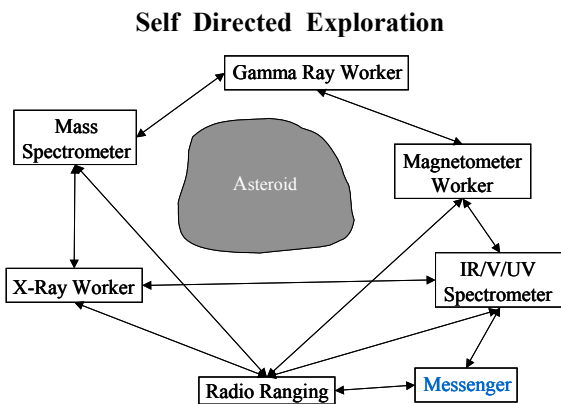 Self Directed Exploration
Gamma Ray Worker
Mass
Spectrometer
Asteroid
Magnetometer
Worker
X-Ray Worker
IR/V/UV
Spectrometer
Radio Ranging
Messenger